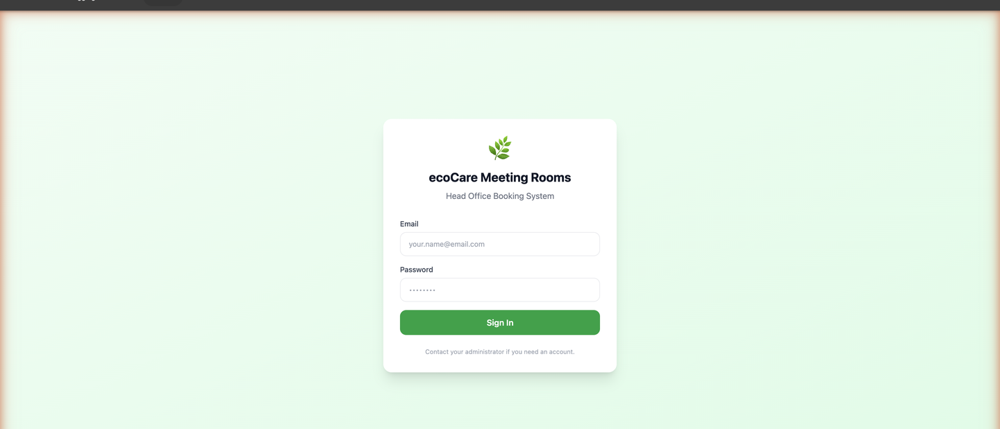 ecoCare Meeting Rooms
Head Office Booking System
Email
your.name@email.com
Password
••••••••
Sign In
Contact your administrator if you need an account.